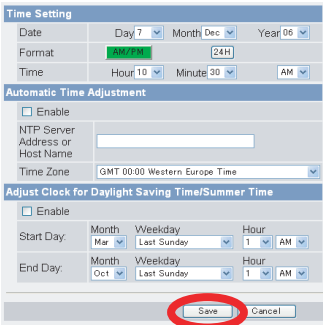 Time Setting
Date Day 7 Month Dec Year 06
Format AM/PM 24H
Time Hour 10 Minute 30 AM
Automatic Time Adjustment
Enable
NTP Server
Address or
Host Name
Time Zone GMT 00:00 Western Europe Time
Adjust Clock for Daylight Saving Time/Summer Time
Enable
Month Weekday Hour
Start Day: Mar Last Sunday 1 AM
Month Weekday Hour
End Day: Oct Last Sunday 1 AM
Save Cancel